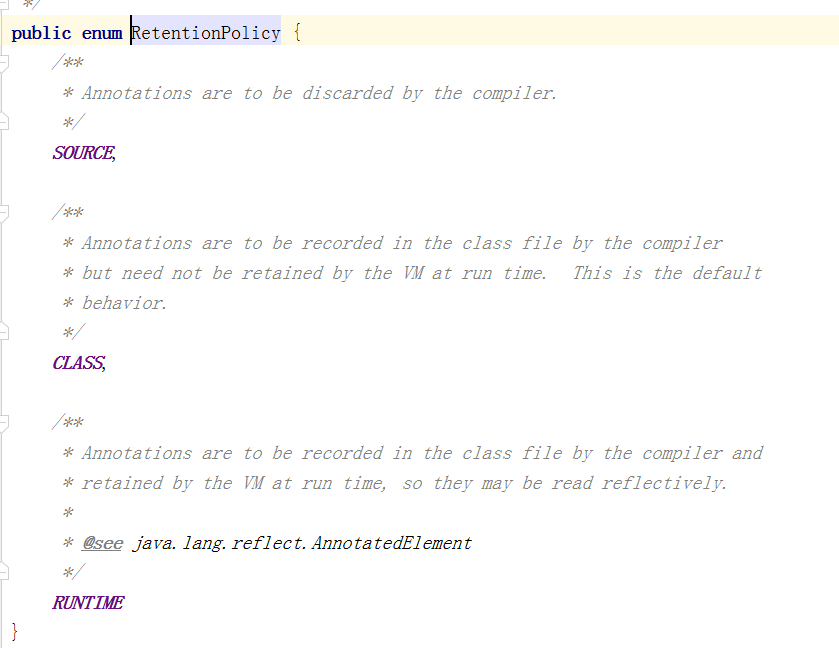 */
public enum RetentionPolicy {
/**
* Annotations are to be discarded by the compiler.
*/
SOURCE,
/**
* Annotations are to be recorded in the class file by the compiler
* but need not be retained by the VM at run time.  This is the default
* behavior.
*/
CLASS,
/**
* Annotations are to be recorded in the class file by the compiler and
* retained by the VM at run time, so they may be read reflectively.
*
* @see java.lang.reflect.AnnotatedElement
*/
RUNTIME
}